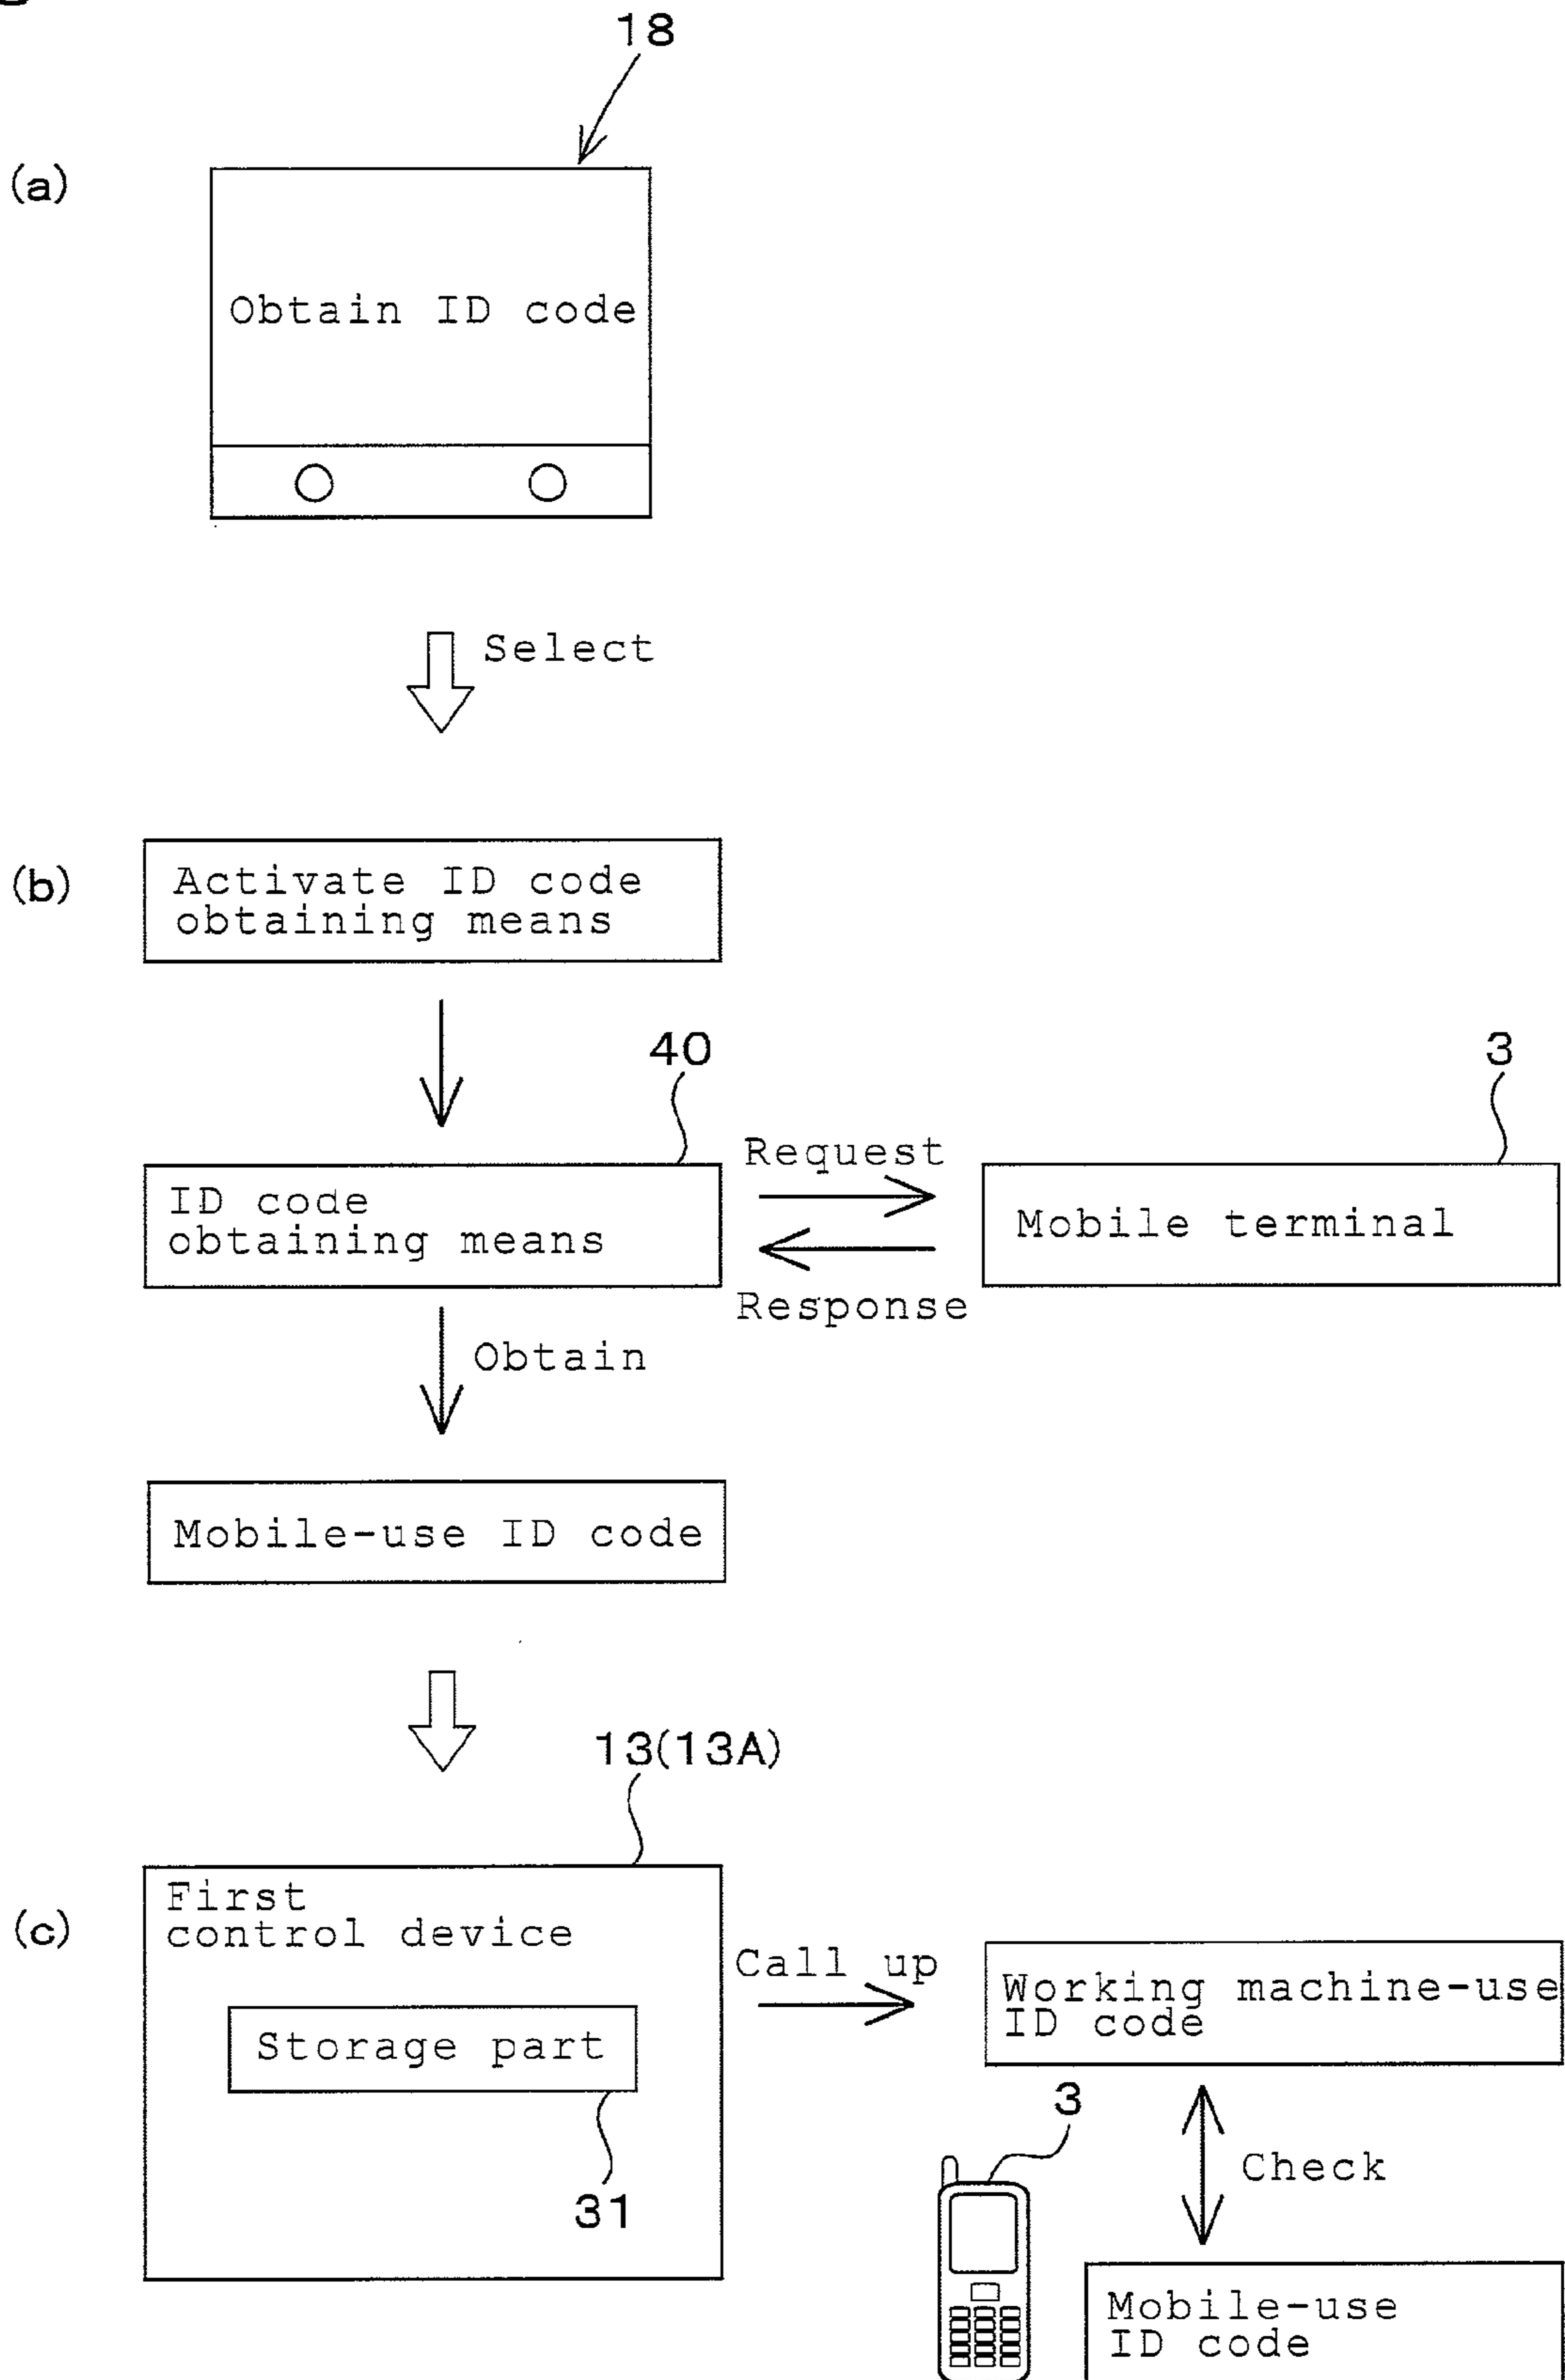 18
(a)
Obtain ID code
Select
(b)
Activate ID code
obtaining means
40
3
Request
ID code
obtaining means
Mobile terminal
Response
Obtain
Mobile-use ID code
13(13A)
(c)
First
control device
Call up
Working machine-use
ID code
Storage part
31
3
Check
Mobile-use
ID code